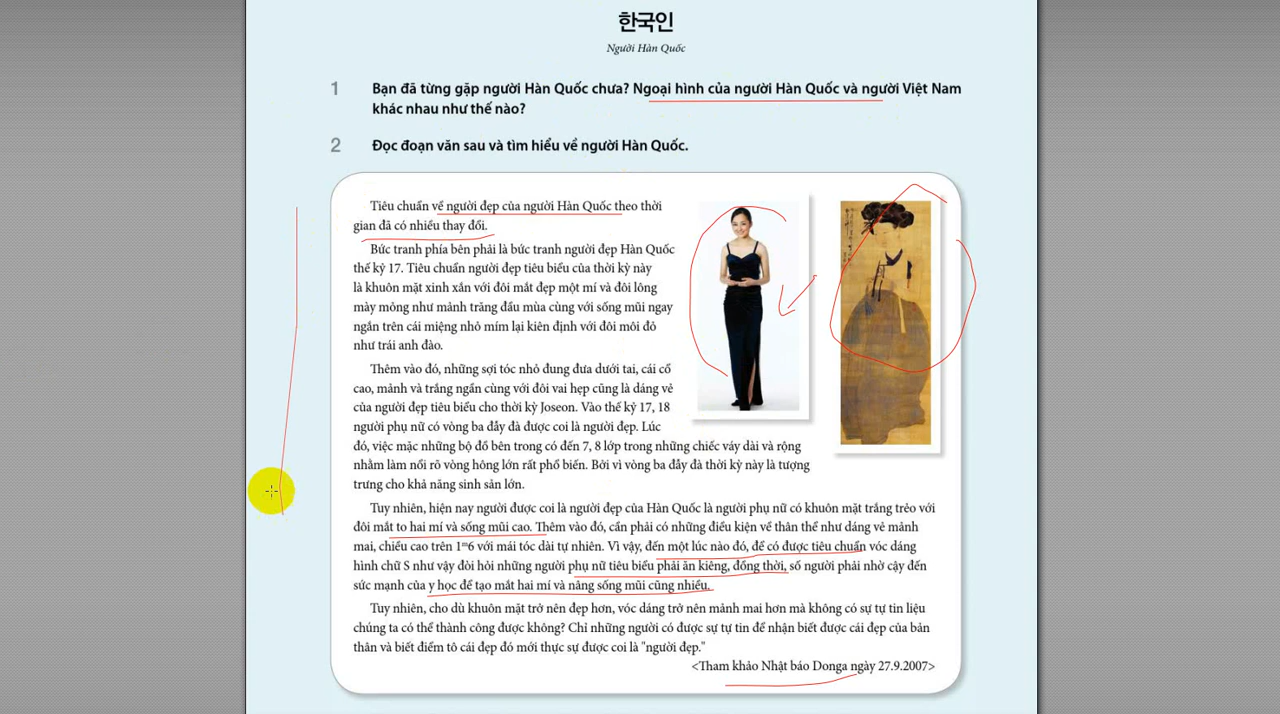 한국인
Người Hàn Quốc
1 Bạn đã từng gặp người Hàn Quốc chưa? Ngoại hình của người Hàn Quốc và người Việt Nam
khác nhau như thế nào?
2 Đọc đoạn văn sau và tìm hiểu về người Hàn Quốc.
Tiêu chuẩn về người đẹp của người Hàn Quốc theo thời
gian đã có nhiều thay đổi.
Bức tranh phía bên phải là bức tranh người đẹp Hàn Quốc
thế kỷ 17. Tiêu chuẩn người đẹp tiêu biểu của thời kỳ này
là khuôn mặt xinh xắn với đôi mắt đẹp một mí và đôi lông
mày mỏng như mảnh trăng đầu mùa cùng với sống mũi ngay
ngắn trên cái miệng nhỏ mím lại kiên định với đôi môi đỏ
như trái anh đào.
Thêm vào đó, những sợi tóc nhỏ đung đưa dưới tai, cái cổ
cao, mảnh và trắng ngần cùng với đôi vai hẹp cũng là dáng vẻ
của người đẹp tiêu biểu cho thời kỳ Joseon. Vào thế kỷ 17, 18
người phụ nữ có vòng ba đẫy đà được coi là người đẹp. Lúc
đó, việc mặc những bộ đồ bên trong có đến 7, 8 lớp trong những chiếc váy dài và rộng
nhằm làm nổi rõ vòng hông lớn rất phổ biến. Bởi vì vòng ba đẫy đà thời kỳ này là tượng
trưng cho khả năng sinh sản lớn.
Tuy nhiên, hiện nay người được coi là người đẹp của Hàn Quốc là người phụ nữ có khuôn mặt trắng trẻo với
đôi mắt to hai mí và sống mũi cao. Thêm vào đó, cần phải có những điều kiện về thân thể như dáng vẻ mảnh
mai, chiều cao trên 1ᵐ6 với mái tóc dài tự nhiên. Vì vậy, đến một lúc nào đó, để có được tiêu chuẩn vóc dáng
hình chữ S như vậy đòi hỏi những người phụ nữ tiêu biểu phải ăn kiêng, đồng thời, số người phải nhờ cậy đến
sức mạnh của y học để tạo mắt hai mí và nâng sống mũi cũng nhiều.
Tuy nhiên, cho dù khuôn mặt trở nên đẹp hơn, vóc dáng trở nên mảnh mai hơn mà không có sự tự tin liệu
chúng ta có thể thành công được không? Chỉ những người có được sự tự tin để nhận biết được cái đẹp của bản
thân và biết điểm tô cái đẹp đó mới thực sự được coi là "người đẹp."
<Tham khảo Nhật báo Donga ngày 27.9.2007>